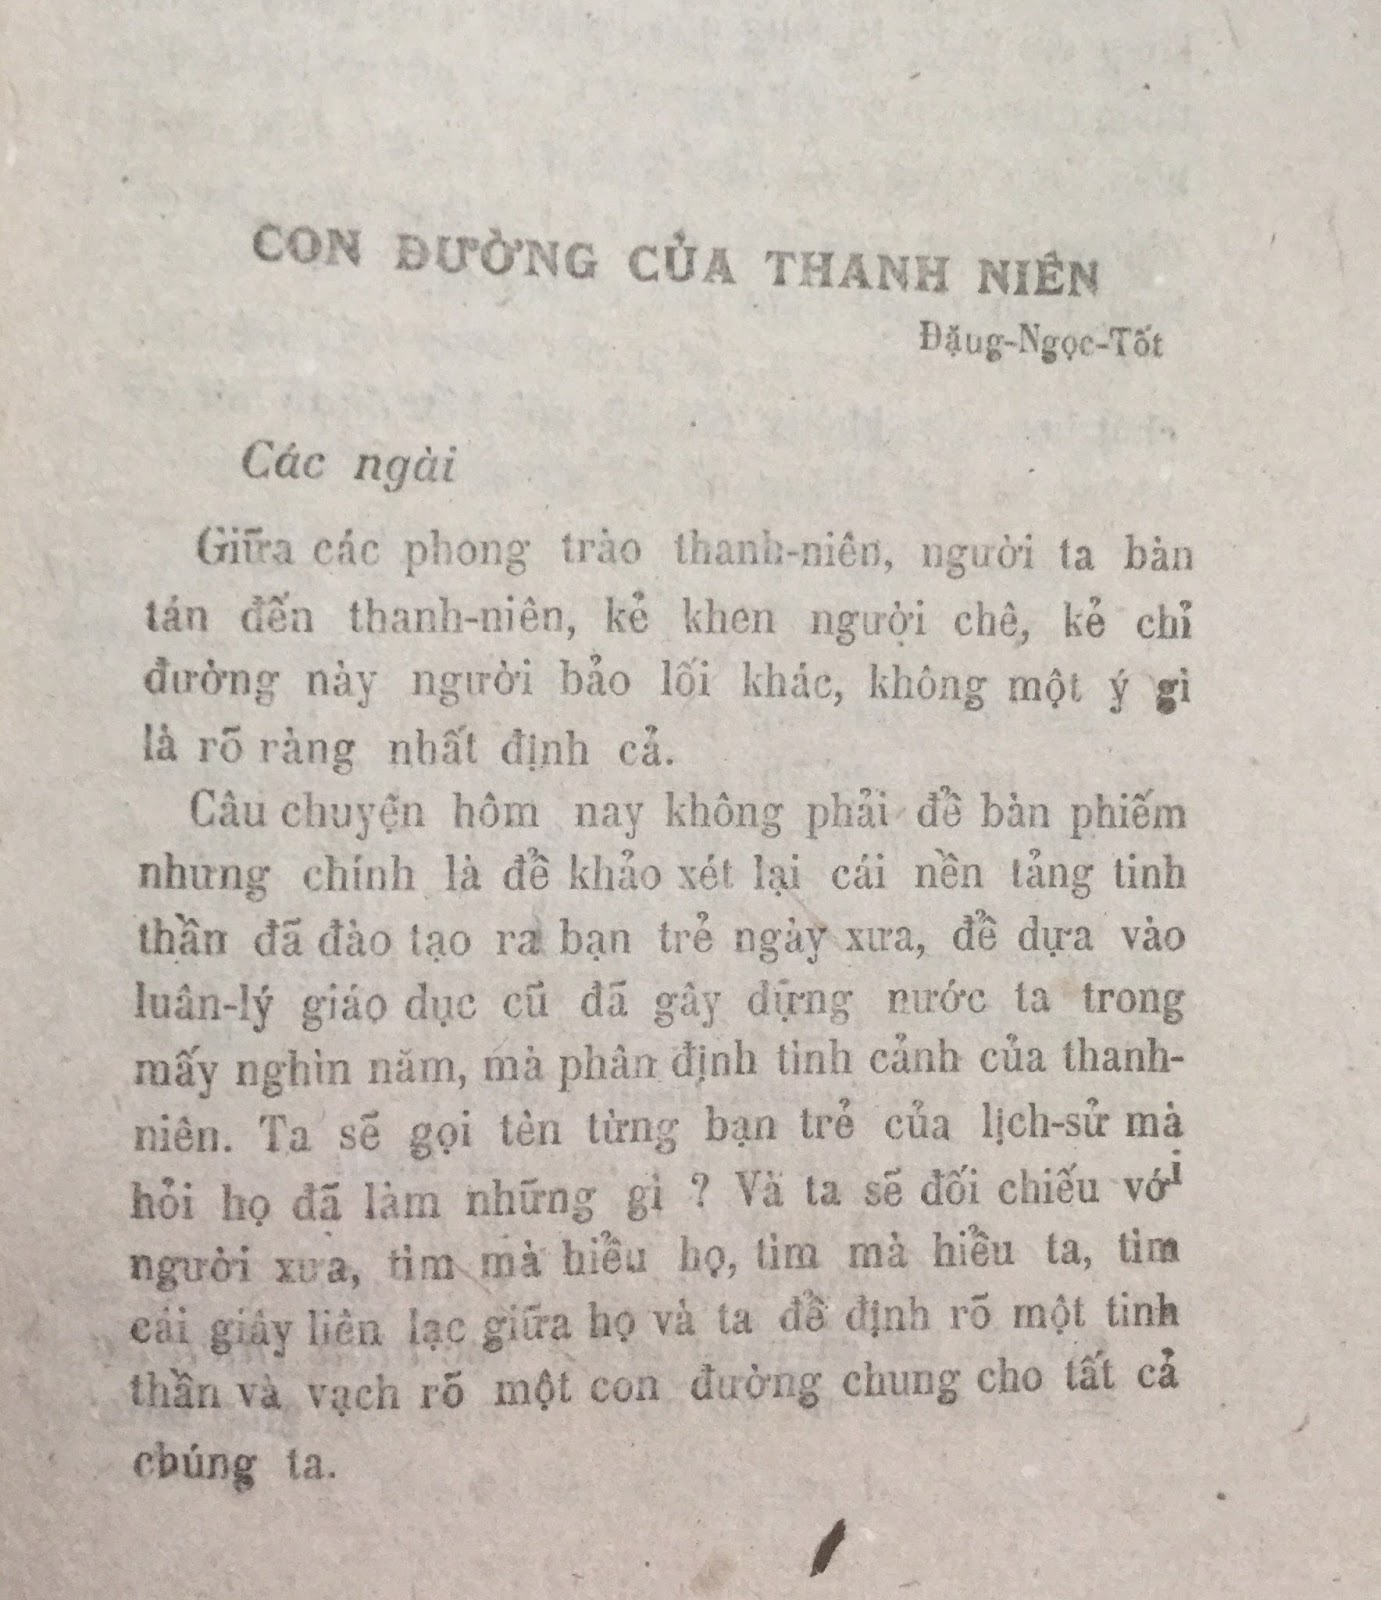 CON ĐƯỜNG CỦA THANH NIÊN
Đặug-Ngọc-Tốt
Các ngài
Giữa các phong trào thanh-niên, người ta bàn
tán đến thanh-niên, kẻ khen người chê, kẻ chỉ
đường này người bảo lối khác, không một ý gì
là rõ ràng nhất định cả.
Câu chuyện hôm nay không phải để bàn phiếm
nhưng chính là để khảo xét lại cái nền tảng tinh
thần đã đào tạo ra bạn trẻ ngày xưa, để dựa vào
luân-lý giáo dục cũ đã gây dựng nước ta trong
mấy nghìn năm, mà phân định tình cảnh của thanh-
niên. Ta sẽ gọi tên từng bạn trẻ của lịch-sử mà
hỏi họ đã làm những gì ? Và ta sẽ đối chiếu với
người xưa, tìm mà hiểu họ, tìm mà hiểu ta, tìm
cái giây liên lạc giữa họ và ta để định rõ một tinh
thần và vạch rõ một con đường chung cho tất cả
chúng ta.